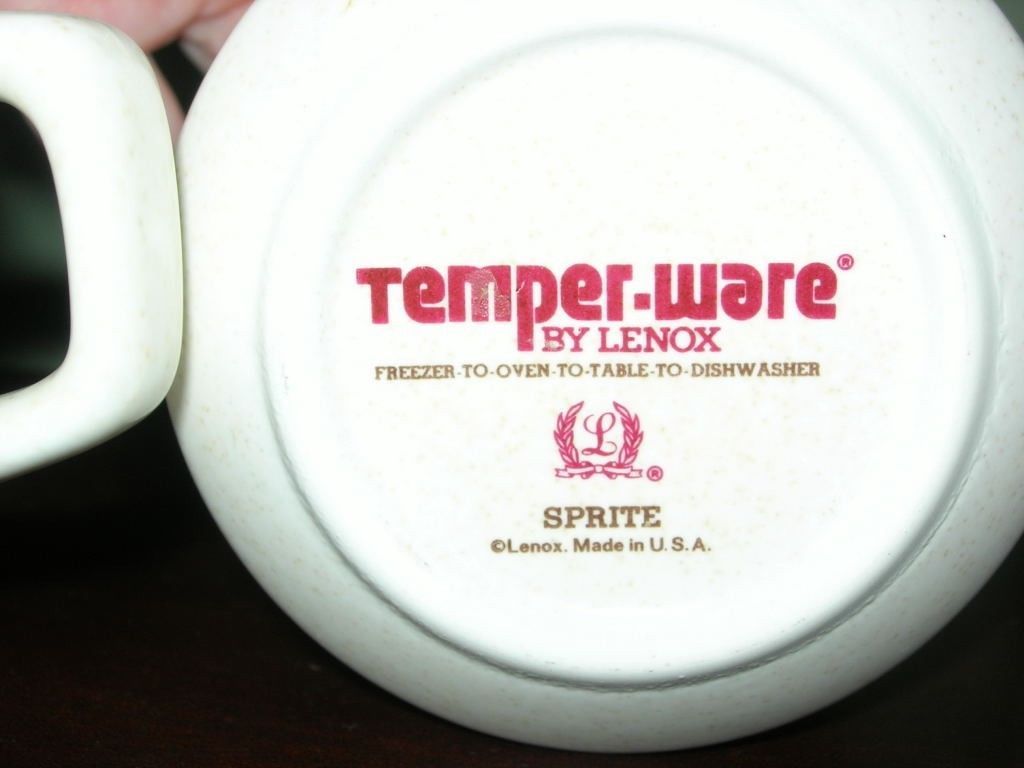 Temper-ware®
BY LENOX
FREEZER-TO-OVEN-TO-TABLE-TO-DISHWASHER
L ®
SPRITE
©Lenox. Made in U.S.A.